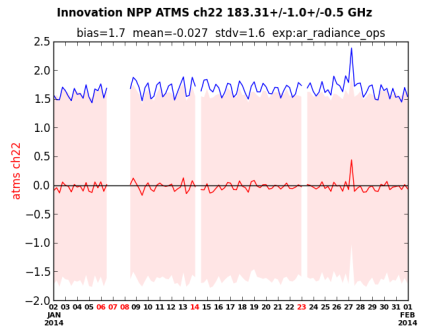 Innovation NPP ATMS ch22 183.31+/-1.0+/-0.5 GHz
bias=1.7 mean=-0.027 stdv=1.6 exp:ar_radiance_ops
2.5
2.0
1.5
1.0
0.5
0.0
−0.5
−1.0
−1.5
−2.0
atms ch22
02 03 04 05 06 07 08 09 10 11 12 13 14 15 16 17 18 19 20 21 22 23 24 25 26 27 28 29 30 31 01
JAN FEB
2014 2014